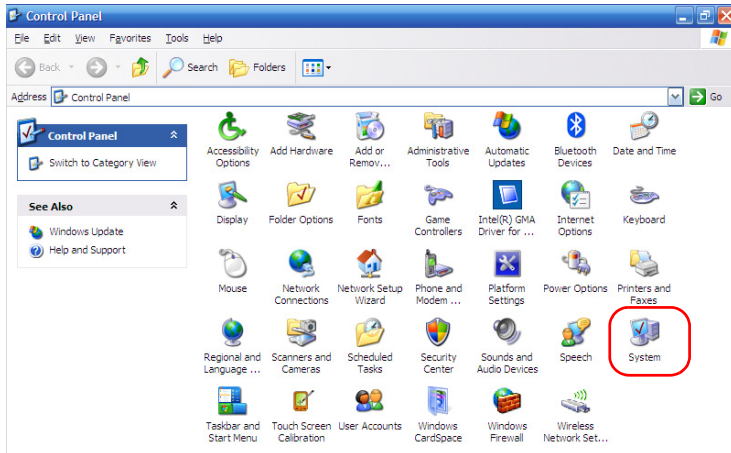 Control Panel
File Edit View Favorites Tools Help
Back Search Folders
Address Control Panel Go
Control Panel
Switch to Category View
See Also
Windows Update
Help and Support
Accessibility Options
Add Hardware
Add or Remov...
Administrative Tools
Automatic Updates
Bluetooth Devices
Date and Time
Display
Folder Options
Fonts
Game Controllers
Intel(R) GMA Driver for ...
Internet Options
Keyboard
Mouse
Network Connections
Network Setup Wizard
Phone and Modem ...
Platform Settings
Power Options
Printers and Faxes
Regional and Language ...
Scanners and Cameras
Scheduled Tasks
Security Center
Sounds and Audio Devices
Speech
System
Taskbar and Start Menu
Touch Screen Calibration
User Accounts
Windows CardSpace
Windows Firewall
Wireless Network Set...